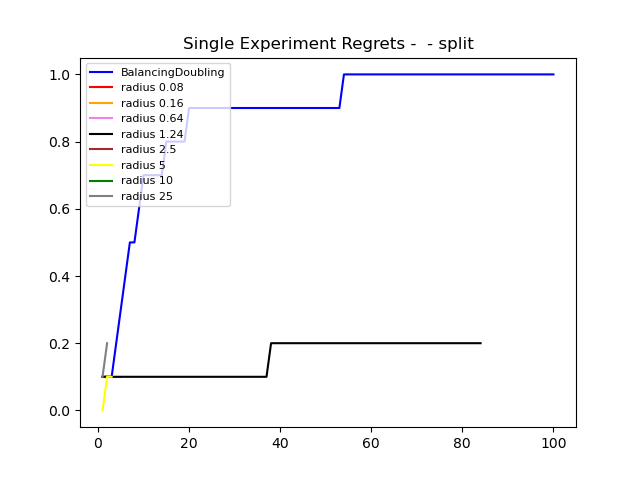 Single Experiment Regrets -  - split
BalancingDoubling
radius 0.08
radius 0.16
radius 0.64
radius 1.24
radius 2.5
radius 5
radius 10
radius 25
1.0
0.8
0.6
0.4
0.2
0.0
0 20 40 60 80 100